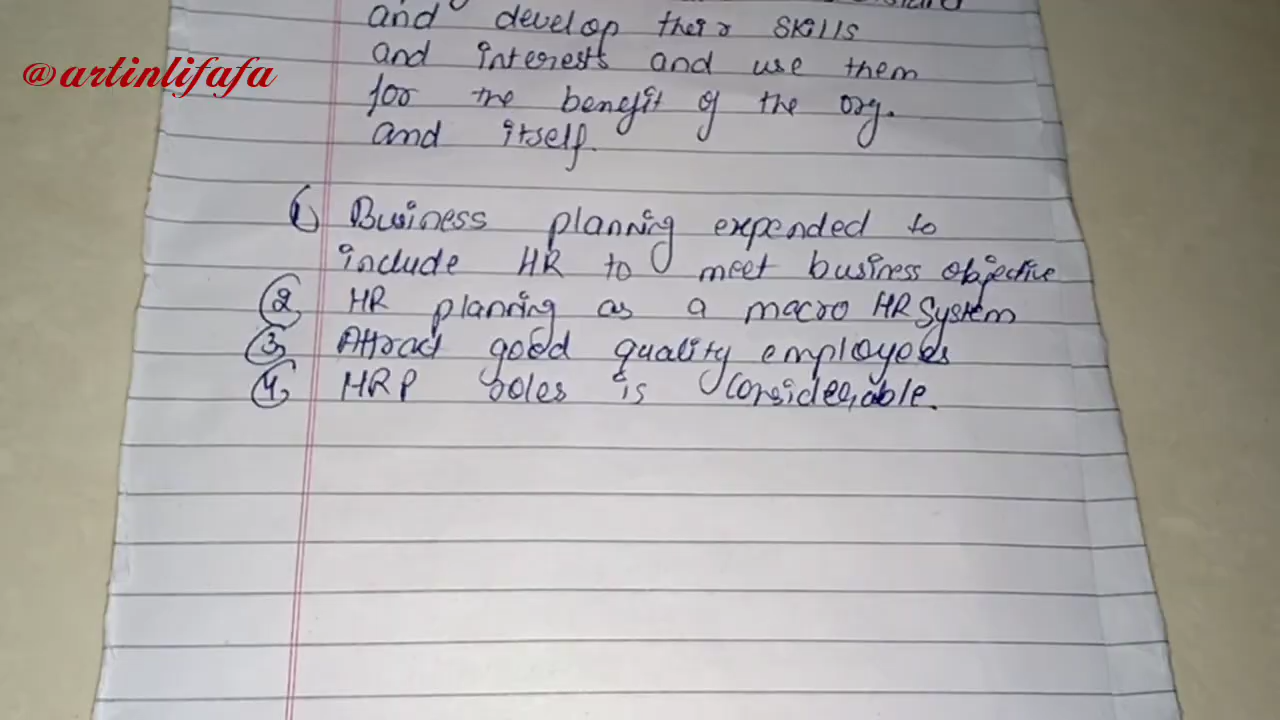 and develop their SKills
@artinlifafa
and interests and use them
for the benefit of the org.
and itself.
1 Business planning expended to
include HR to meet business objective
2 HR planning as a macro HR System
3 Attract good quality employees
4 HRP roles is considerable.